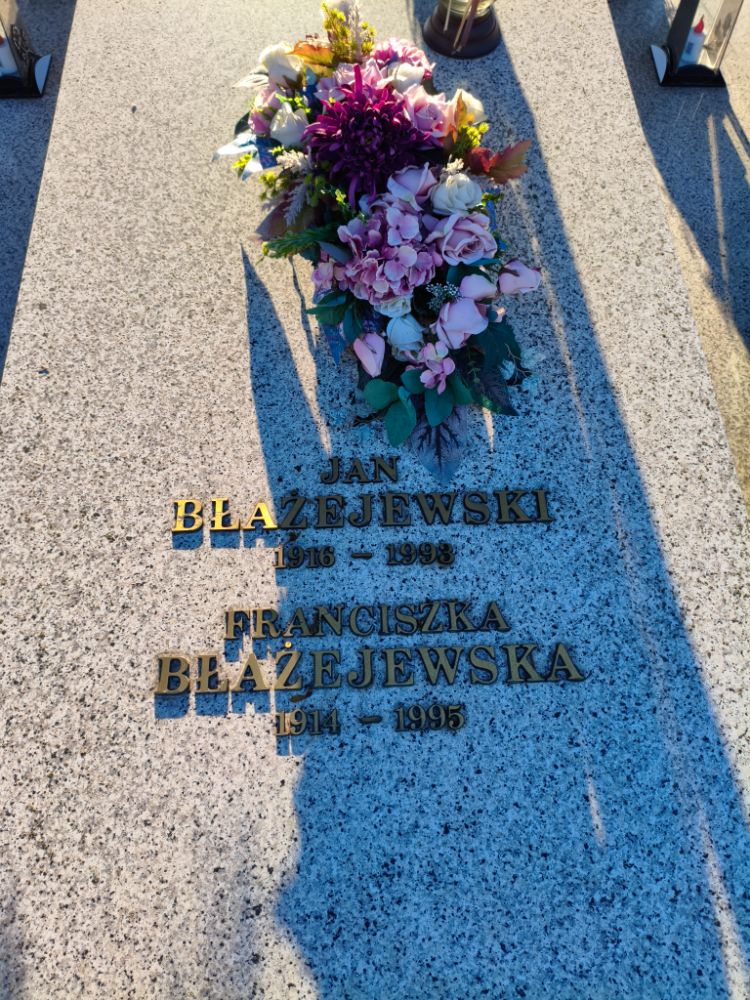 JAN
BŁAŻEJEWSKI
1916 – 1993
FRANCISZKA
BŁAŻEJEWSKA
1914 – 1995